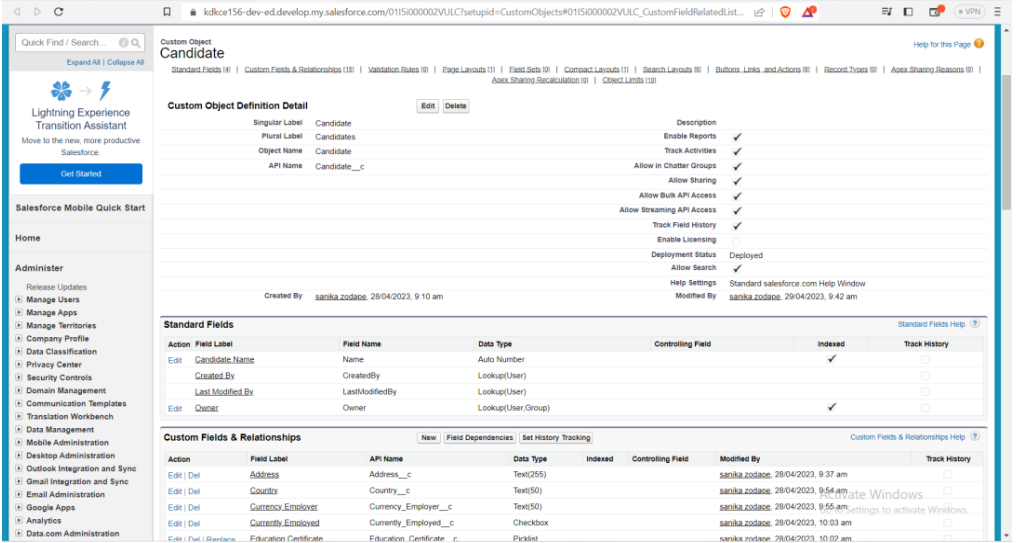 kdkce156-dev-ed.develop.my.salesforce.com/01I5i000002VULC?setupid=CustomObjects#01I5i000002VULC_CustomFieldRelatedList...
VPN
Quick Find / Search...
Expand All | Collapse All
Lightning Experience
Transition Assistant
Move to the new, more productive
Salesforce.
Get Started
Salesforce Mobile Quick Start
Home
Administer
Release Updates
Manage Users
Manage Apps
Manage Territories
Company Profile
Data Classification
Privacy Center
Security Controls
Domain Management
Communication Templates
Translation Workbench
Data Management
Mobile Administration
Desktop Administration
Outlook Integration and Sync
Gmail Integration and Sync
Email Administration
Google Apps
Analytics
Data.com Administration
Custom Object
Candidate
Help for this Page
Standard Fields [4] | Custom Fields & Relationships [15] | Validation Rules [0] | Page Layouts [1] | Field Sets [0] | Compact Layouts [1] | Search Layouts [6] | Buttons, Links, and Actions [8] | Record Types [0] | Apex Sharing Reasons [0] |
Apex Sharing Recalculation [0] | Object Limits [10]
Custom Object Definition Detail Edit Delete
Singular Label Candidate Description
Plural Label Candidates Enable Reports
Object Name Candidate Track Activities
API Name Candidate__c Allow in Chatter Groups
Allow Sharing
Allow Bulk API Access
Allow Streaming API Access
Track Field History
Enable Licensing
Deployment Status Deployed
Allow Search
Help Settings Standard salesforce.com Help Window
Created By sanika zodape, 28/04/2023, 9:10 am Modified By sanika zodape, 29/04/2023, 9:42 am
Standard Fields Standard Fields Help ?
Action Field Label Field Name Data Type Controlling Field Indexed Track History
Edit Candidate Name Name Auto Number
Created By CreatedBy Lookup(User)
Last Modified By LastModifiedBy Lookup(User)
Edit Owner Owner Lookup(User,Group)
Custom Fields & Relationships New Field Dependencies Set History Tracking Custom Fields & Relationships Help ?
Action Field Label API Name Data Type Indexed Controlling Field Modified By Track History
Edit | Del Address Address__c Text(255) sanika zodape, 28/04/2023, 9:37 am
Edit | Del Country Country__c Text(50) sanika zodape, 28/04/2023, 9:54 am
Edit | Del Currency Employer Currency_Employer__c Text(50) sanika zodape, 28/04/2023, 9:55 am
Edit | Del Currently Employed Currently_Employed__c Checkbox sanika zodape, 28/04/2023, 10:03 am
Edit | Del | Replace Education Certificate Education_Certificate__c Picklist sanika zodape, 28/04/2023, 10:02 am
Activate Windows
Go to Settings to activate Windows.